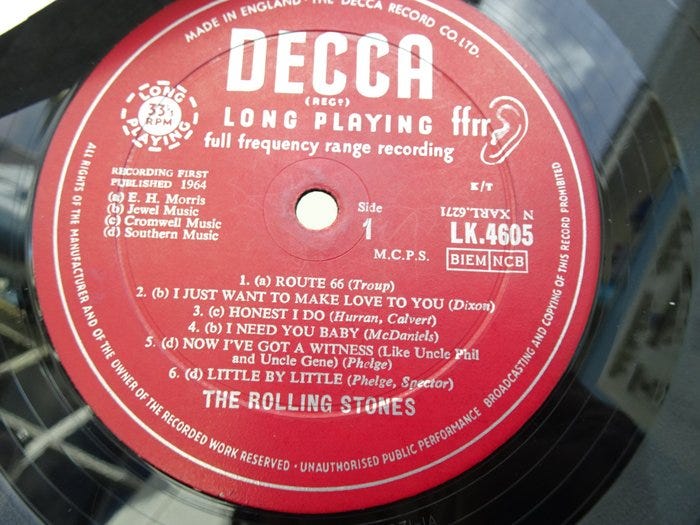 MADE IN ENGLAND · THE DECCA RECORD CO. LTD.
DECCA
(REGD)
LONG PLAYING
33⅓
RPM
LONG PLAYING ffrr
full frequency range recording
RECORDING FIRST
PUBLISHED 1964
(a) E. H. Morris
(b) Jewel Music
(c) Cromwell Music
(d) Southern Music
Side
1
M.C.P.S.
K/T
N XARL.6271
LK.4605
BIEM NCB
1. (a) ROUTE 66 (Troup)
2. (b) I JUST WANT TO MAKE LOVE TO YOU (Dixon)
3. (c) HONEST I DO (Hurran, Calvert)
4. (b) I NEED YOU BABY (McDaniels)
5. (d) NOW I'VE GOT A WITNESS (Like Uncle Phil
and Uncle Gene) (Phelge)
6. (d) LITTLE BY LITTLE (Phelge, Spector)
THE ROLLING STONES
ALL RIGHTS OF THE MANUFACTURER AND OF THE OWNER OF THE RECORDED WORK RESERVED · UNAUTHORISED PUBLIC PERFORMANCE BROADCASTING AND COPYING OF THIS RECORD PROHIBITED